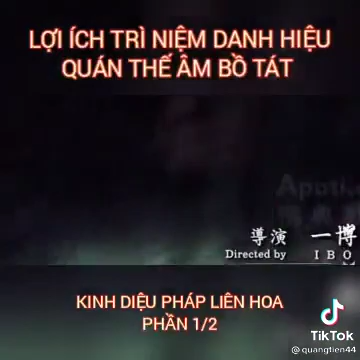 LỢI ÍCH TRÌ NIỆM DANH HIỆU
QUÁN THẾ ÂM BỒ TÁT
導演 一博
Directed by IBO
KINH DIỆU PHÁP LIÊN HOA
PHẦN 1/2
TikTok
@quangtien44